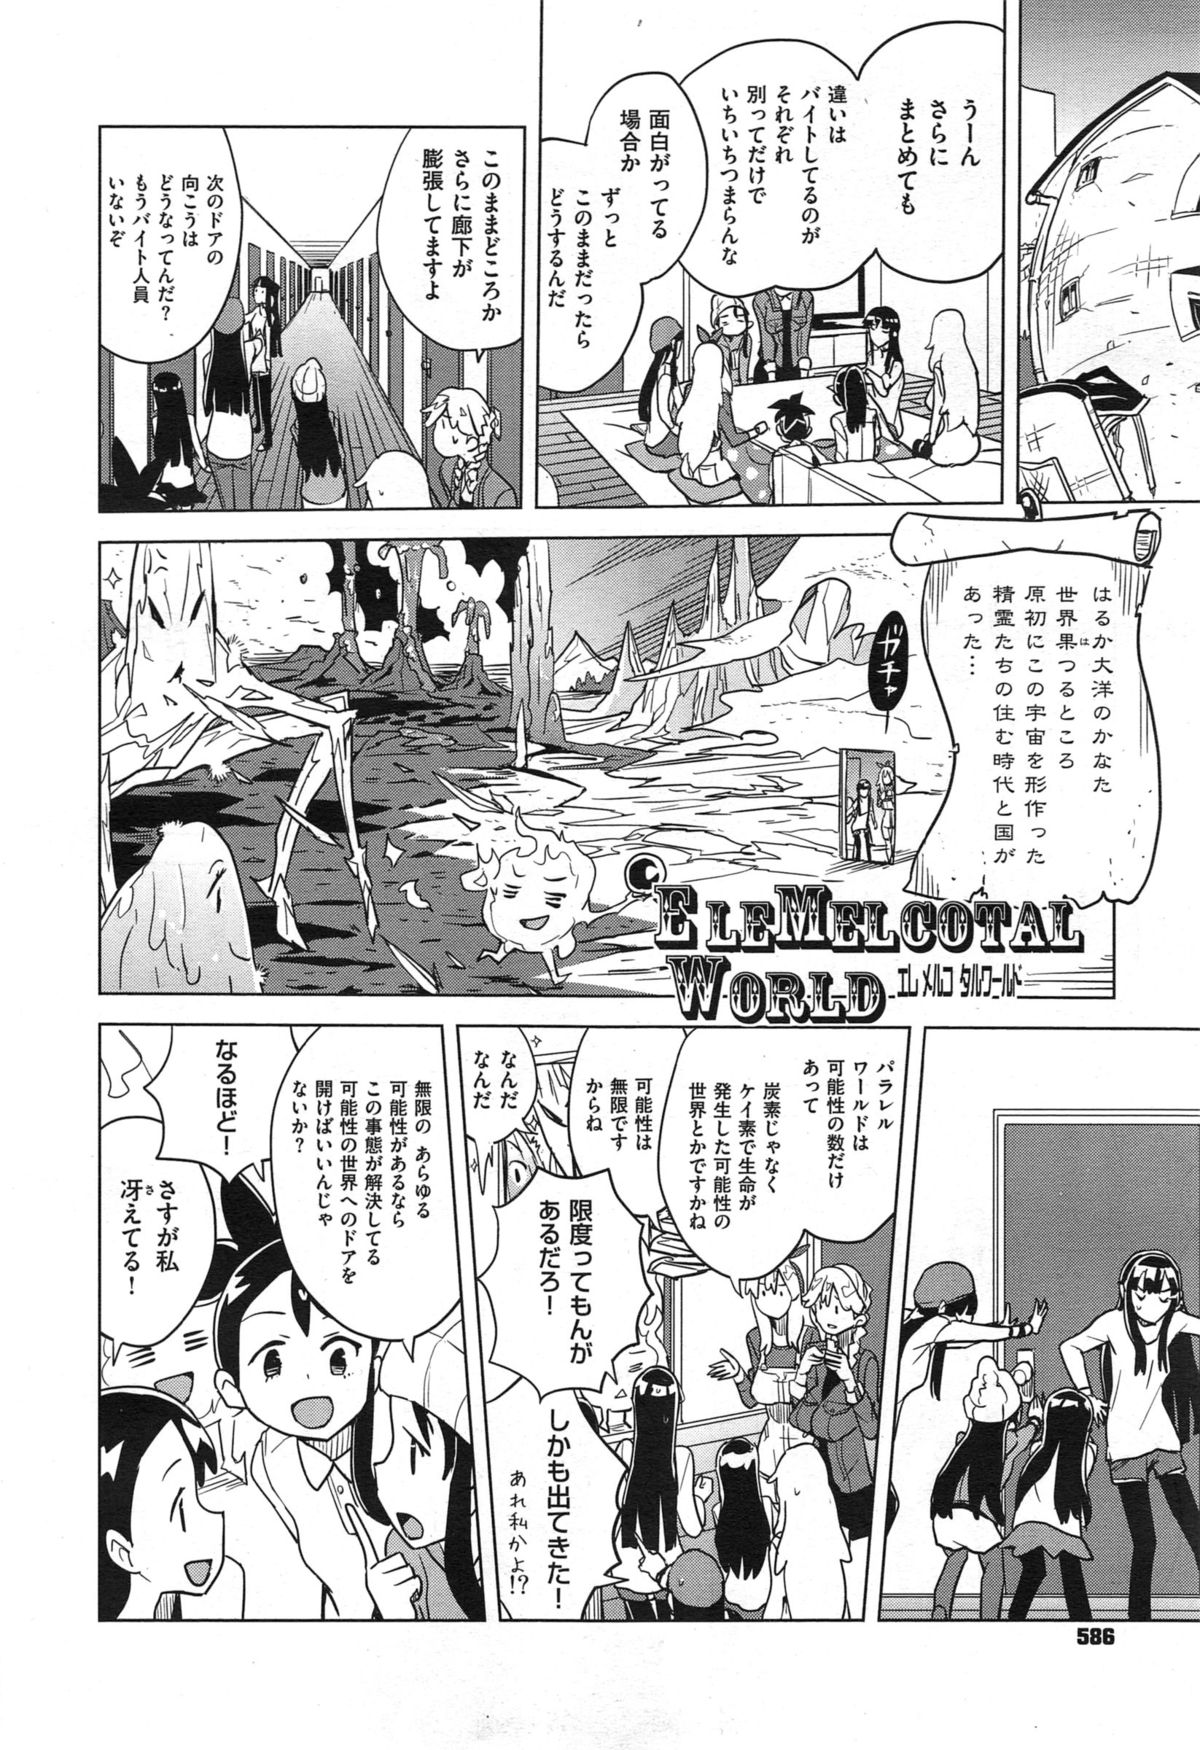 うーん
さらに
まとめても
違いは
バイトしてるのが
それぞれ
別ってだけで
いちいちつまらんな
面白がってる
場合か
ずっと
このままだったら
どうするんだ
このままどころか
さらに廊下が
膨張してますよ
次のドアの
向こうは
どうなってんだ?
もうバイト人員
いないぞ
はるか大洋のかなた
世界果つるところ
は
原初にこの宇宙を形作った
精霊たちの住む時代と国が
あった…
ガチャ
ELEMELCOTAL
WORLD
エレメルコタルワールド
パラレル
ワールドは
可能性の数だけ
あって
炭素じゃなく
ケイ素で生命が
発生した可能性の
世界とかですかね
可能性は
無限です
からね
なんだ
なんだ
限度ってもんが
あるだろ!
しかも出てきた!
あれ私かよ!?
無限の あらゆる
可能性があるなら
この事態が解決してる
可能性の世界へのドアを
開けばいいんじゃ
ないか?
なるほど!
さすが私
冴えてる!
さ
586